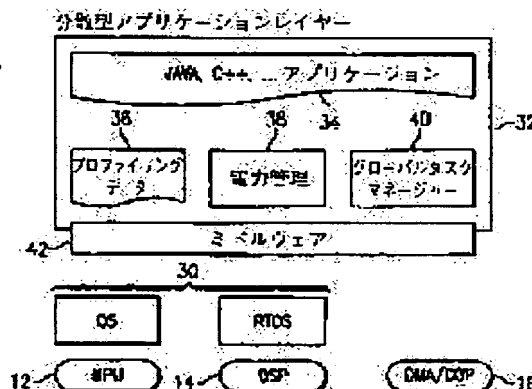 分散型アプリケーションレイヤー
JAVA、C++、... アプリケーション
36
38
34
40
32
プロファイリング
データ
電力管理
グローバルタスク
マネージャー
ミドルウェア
42
30
OS
RTOS
12
MPU
14
DSP
DMA/COP